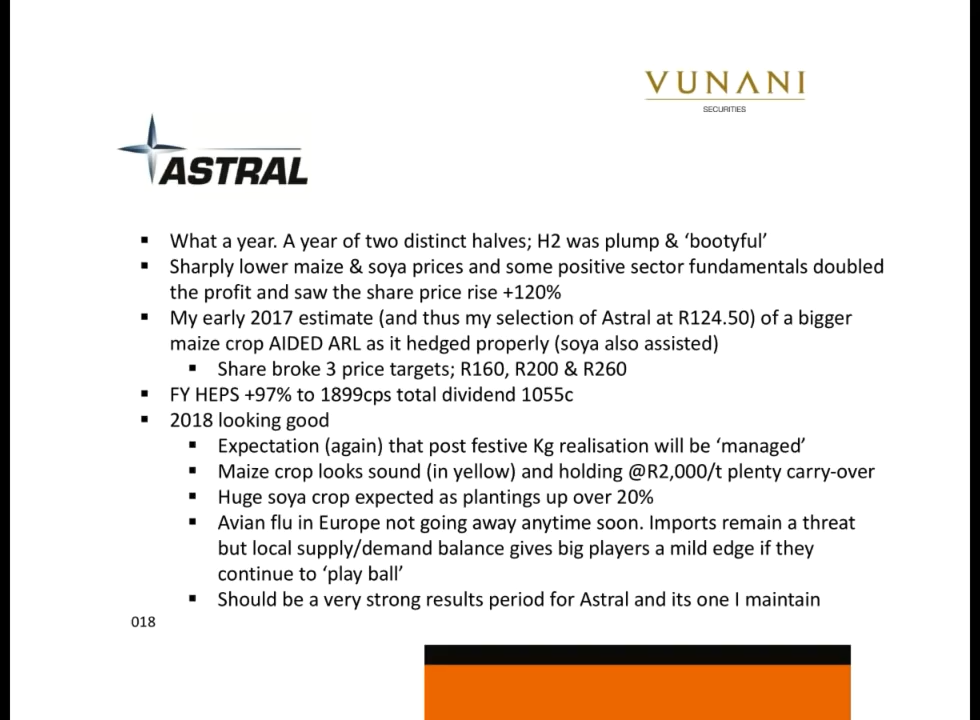 VUNANI
SECURITIES
ASTRAL
▪ What a year. A year of two distinct halves; H2 was plump & ‘bootyful’
▪ Sharply lower maize & soya prices and some positive sector fundamentals doubled
the profit and saw the share price rise +120%
▪ My early 2017 estimate (and thus my selection of Astral at R124.50) of a bigger
maize crop AIDED ARL as it hedged properly (soya also assisted)
▪ Share broke 3 price targets; R160, R200 & R260
▪ FY HEPS +97% to 1899cps total dividend 1055c
▪ 2018 looking good
▪ Expectation (again) that post festive Kg realisation will be ‘managed’
▪ Maize crop looks sound (in yellow) and holding @R2,000/t plenty carry-over
▪ Huge soya crop expected as plantings up over 20%
▪ Avian flu in Europe not going away anytime soon. Imports remain a threat
but local supply/demand balance gives big players a mild edge if they
continue to ‘play ball’
▪ Should be a very strong results period for Astral and its one I maintain
018